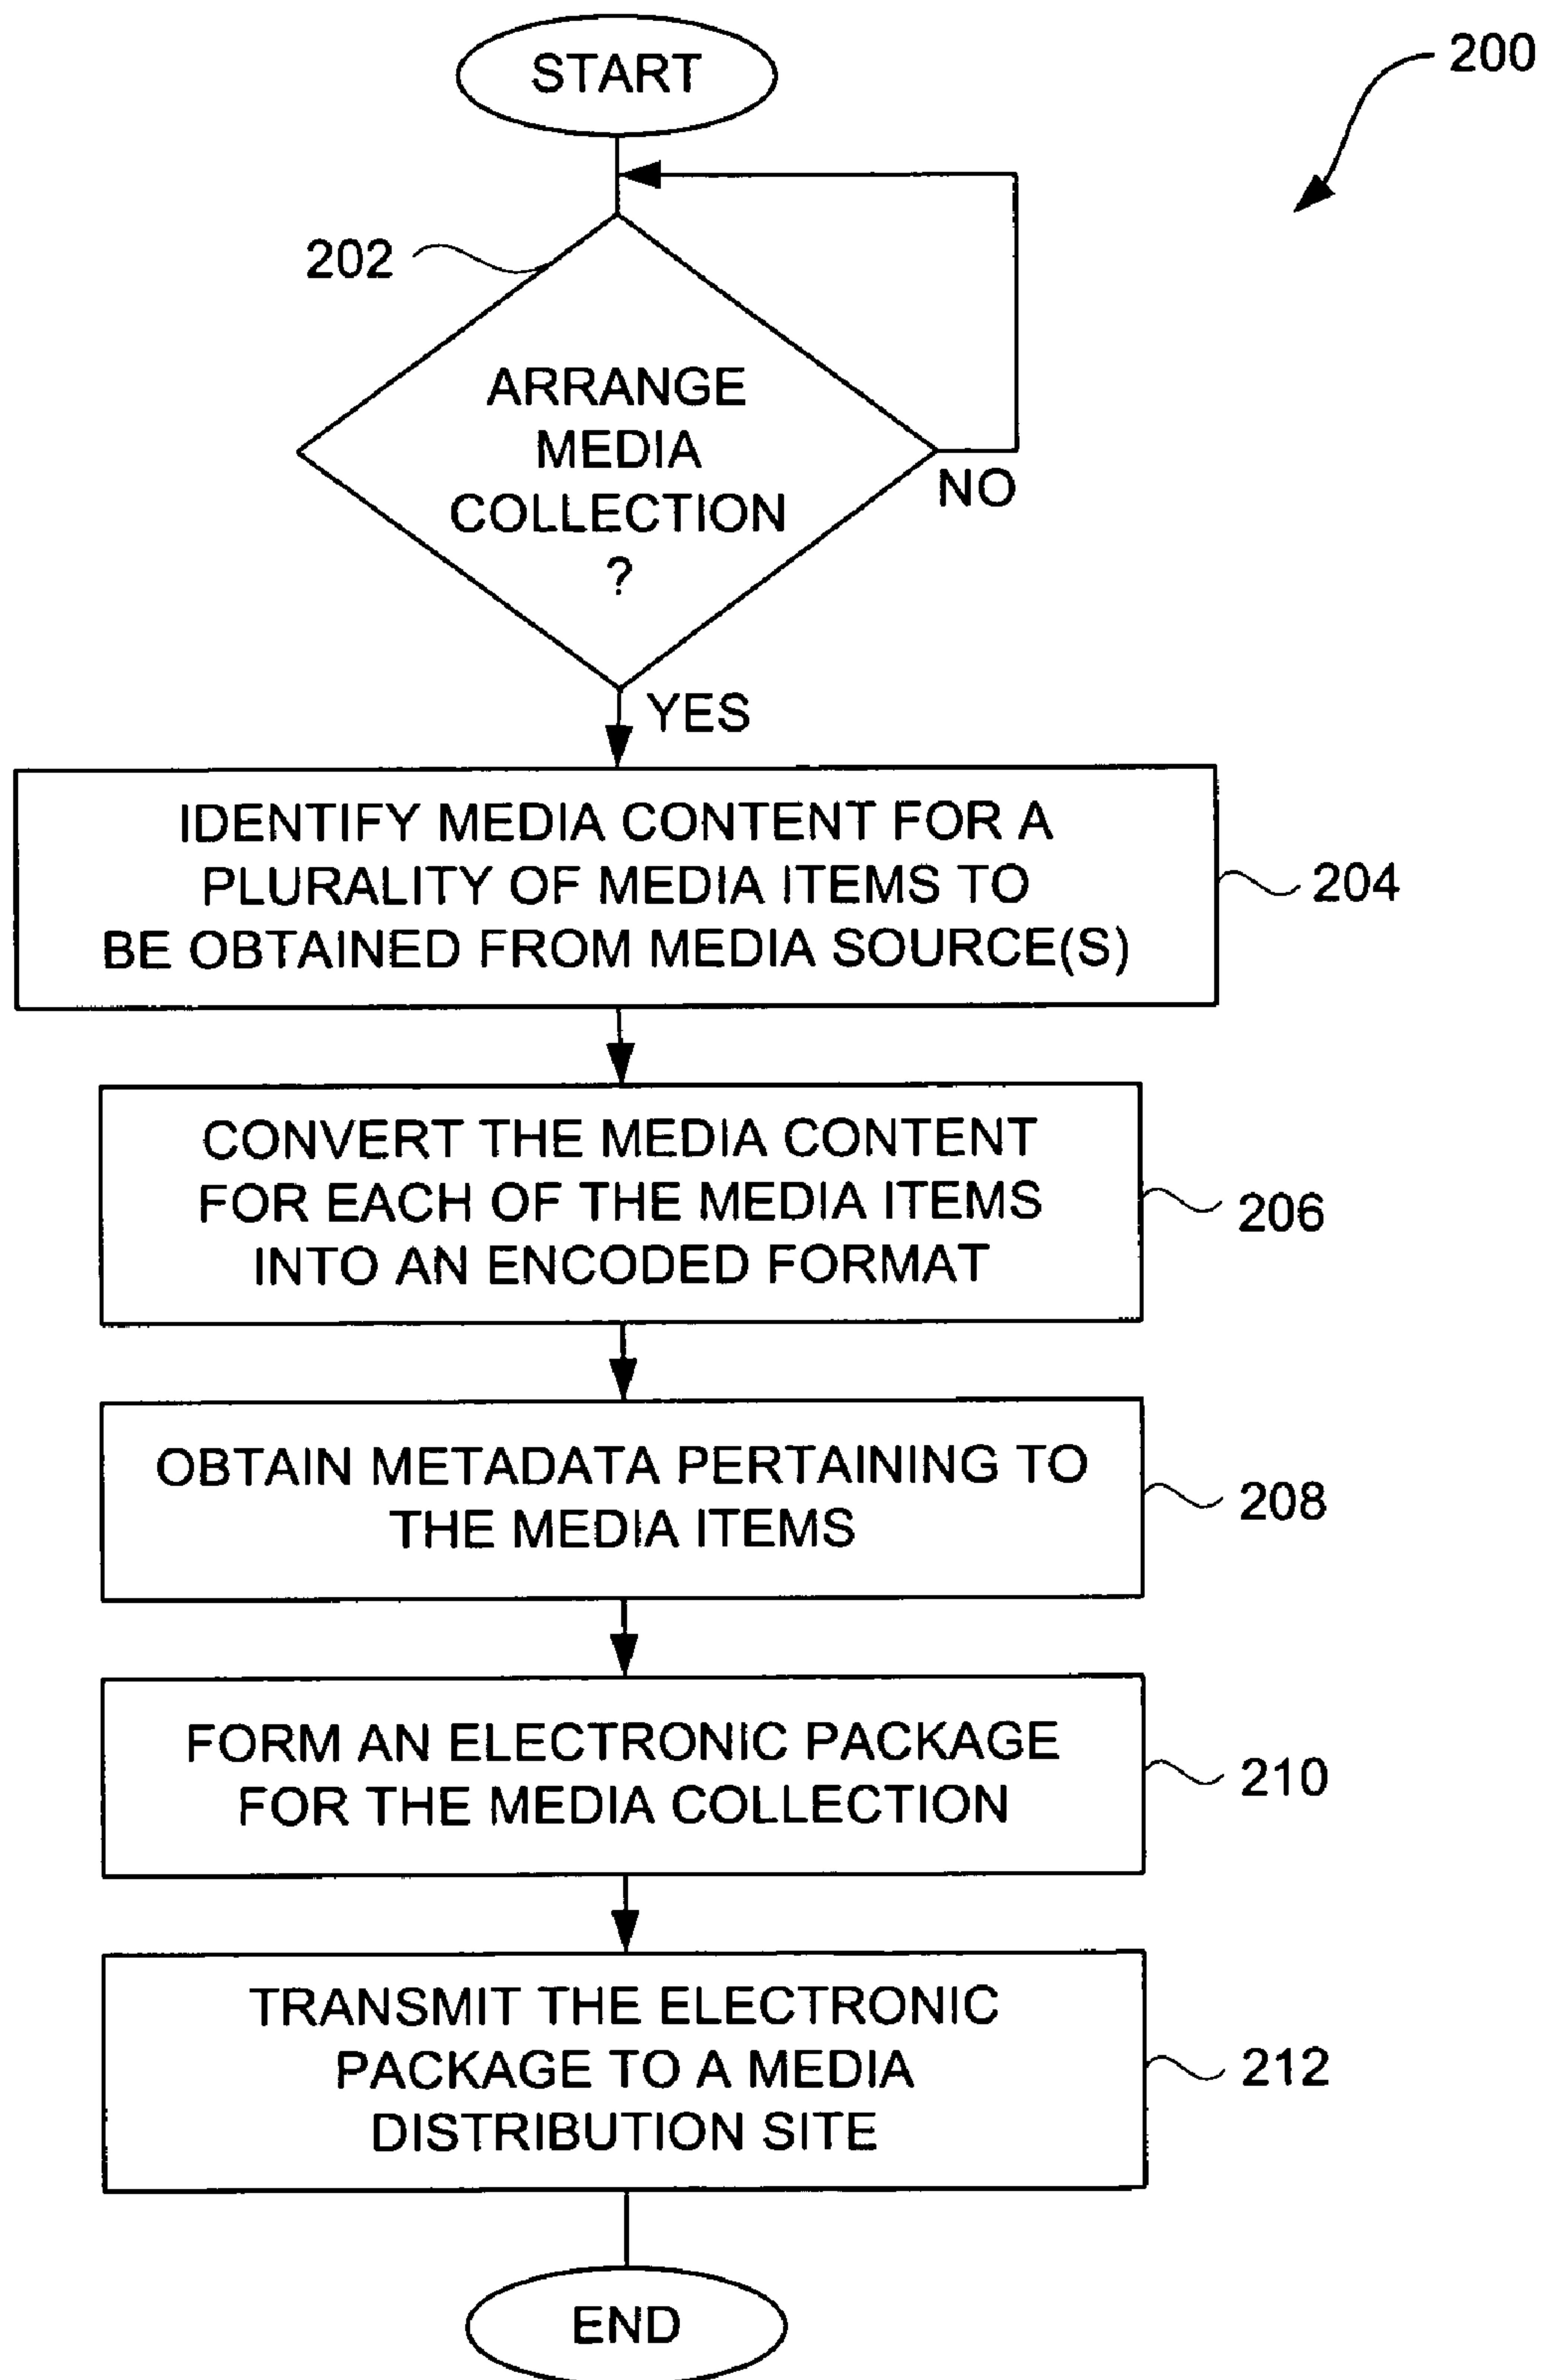 START
200
202
ARRANGE
MEDIA
COLLECTION
?
NO
YES
IDENTIFY MEDIA CONTENT FOR A
PLURALITY OF MEDIA ITEMS TO
BE OBTAINED FROM MEDIA SOURCE(S)
204
CONVERT THE MEDIA CONTENT
FOR EACH OF THE MEDIA ITEMS
INTO AN ENCODED FORMAT
206
OBTAIN METADATA PERTAINING TO
THE MEDIA ITEMS
208
FORM AN ELECTRONIC PACKAGE
FOR THE MEDIA COLLECTION
210
TRANSMIT THE ELECTRONIC
PACKAGE TO A MEDIA
DISTRIBUTION SITE
212
END